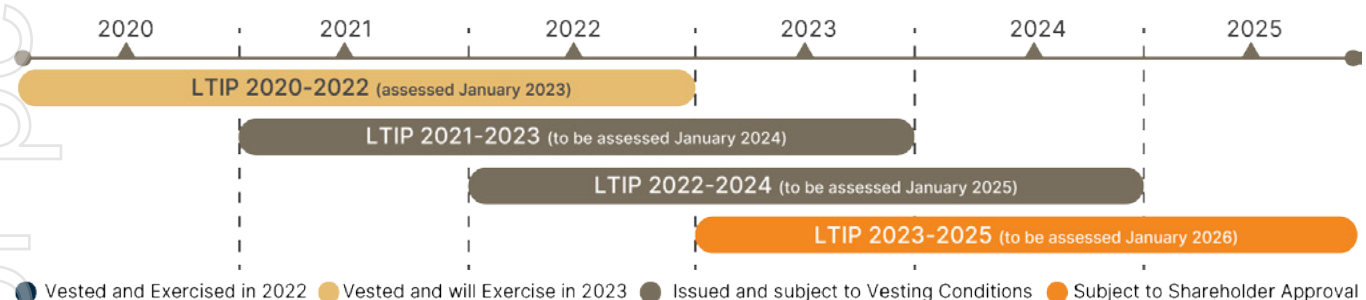 2020 2021 2022 2023 2024 2025
LTIP 2020-2022 (assessed January 2023)
LTIP 2021-2023 (to be assessed January 2024)
LTIP 2022-2024 (to be assessed January 2025)
LTIP 2023-2025 (to be assessed January 2026)
Vested and Exercised in 2022 Vested and will Exercise in 2023 Issued and subject to Vesting Conditions Subject to Shareholder Approval